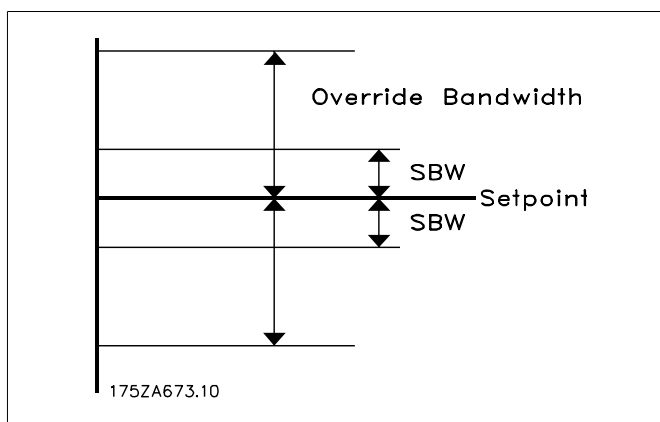 Override Bandwidth
SBW
Setpoint
SBW
175ZA673.10